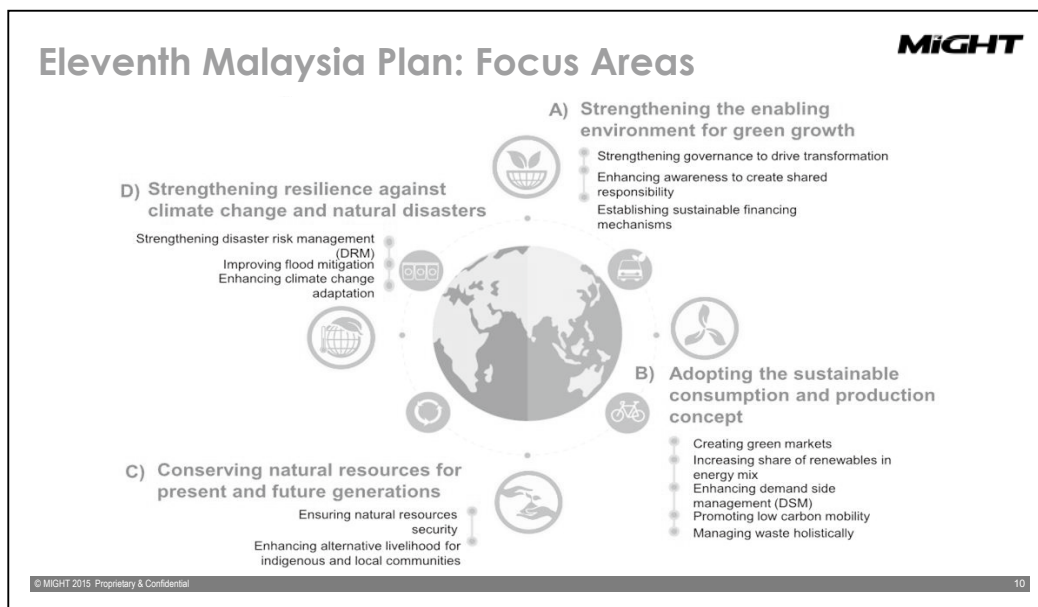 Eleventh Malaysia Plan: Focus Areas
MiGHT
A) Strengthening the enabling
environment for green growth
Strengthening governance to drive transformation
Enhancing awareness to create shared
responsibility
Establishing sustainable financing
mechanisms
D) Strengthening resilience against
climate change and natural disasters
Strengthening disaster risk management
(DRM)
Improving flood mitigation
Enhancing climate change
adaptation
B) Adopting the sustainable
consumption and production
concept
Creating green markets
Increasing share of renewables in
energy mix
Enhancing demand side
management (DSM)
Promoting low carbon mobility
Managing waste holistically
C) Conserving natural resources for
present and future generations
Ensuring natural resources
security
Enhancing alternative livelihood for
indigenous and local communities
© MIGHT 2015 Proprietary & Confidential
10